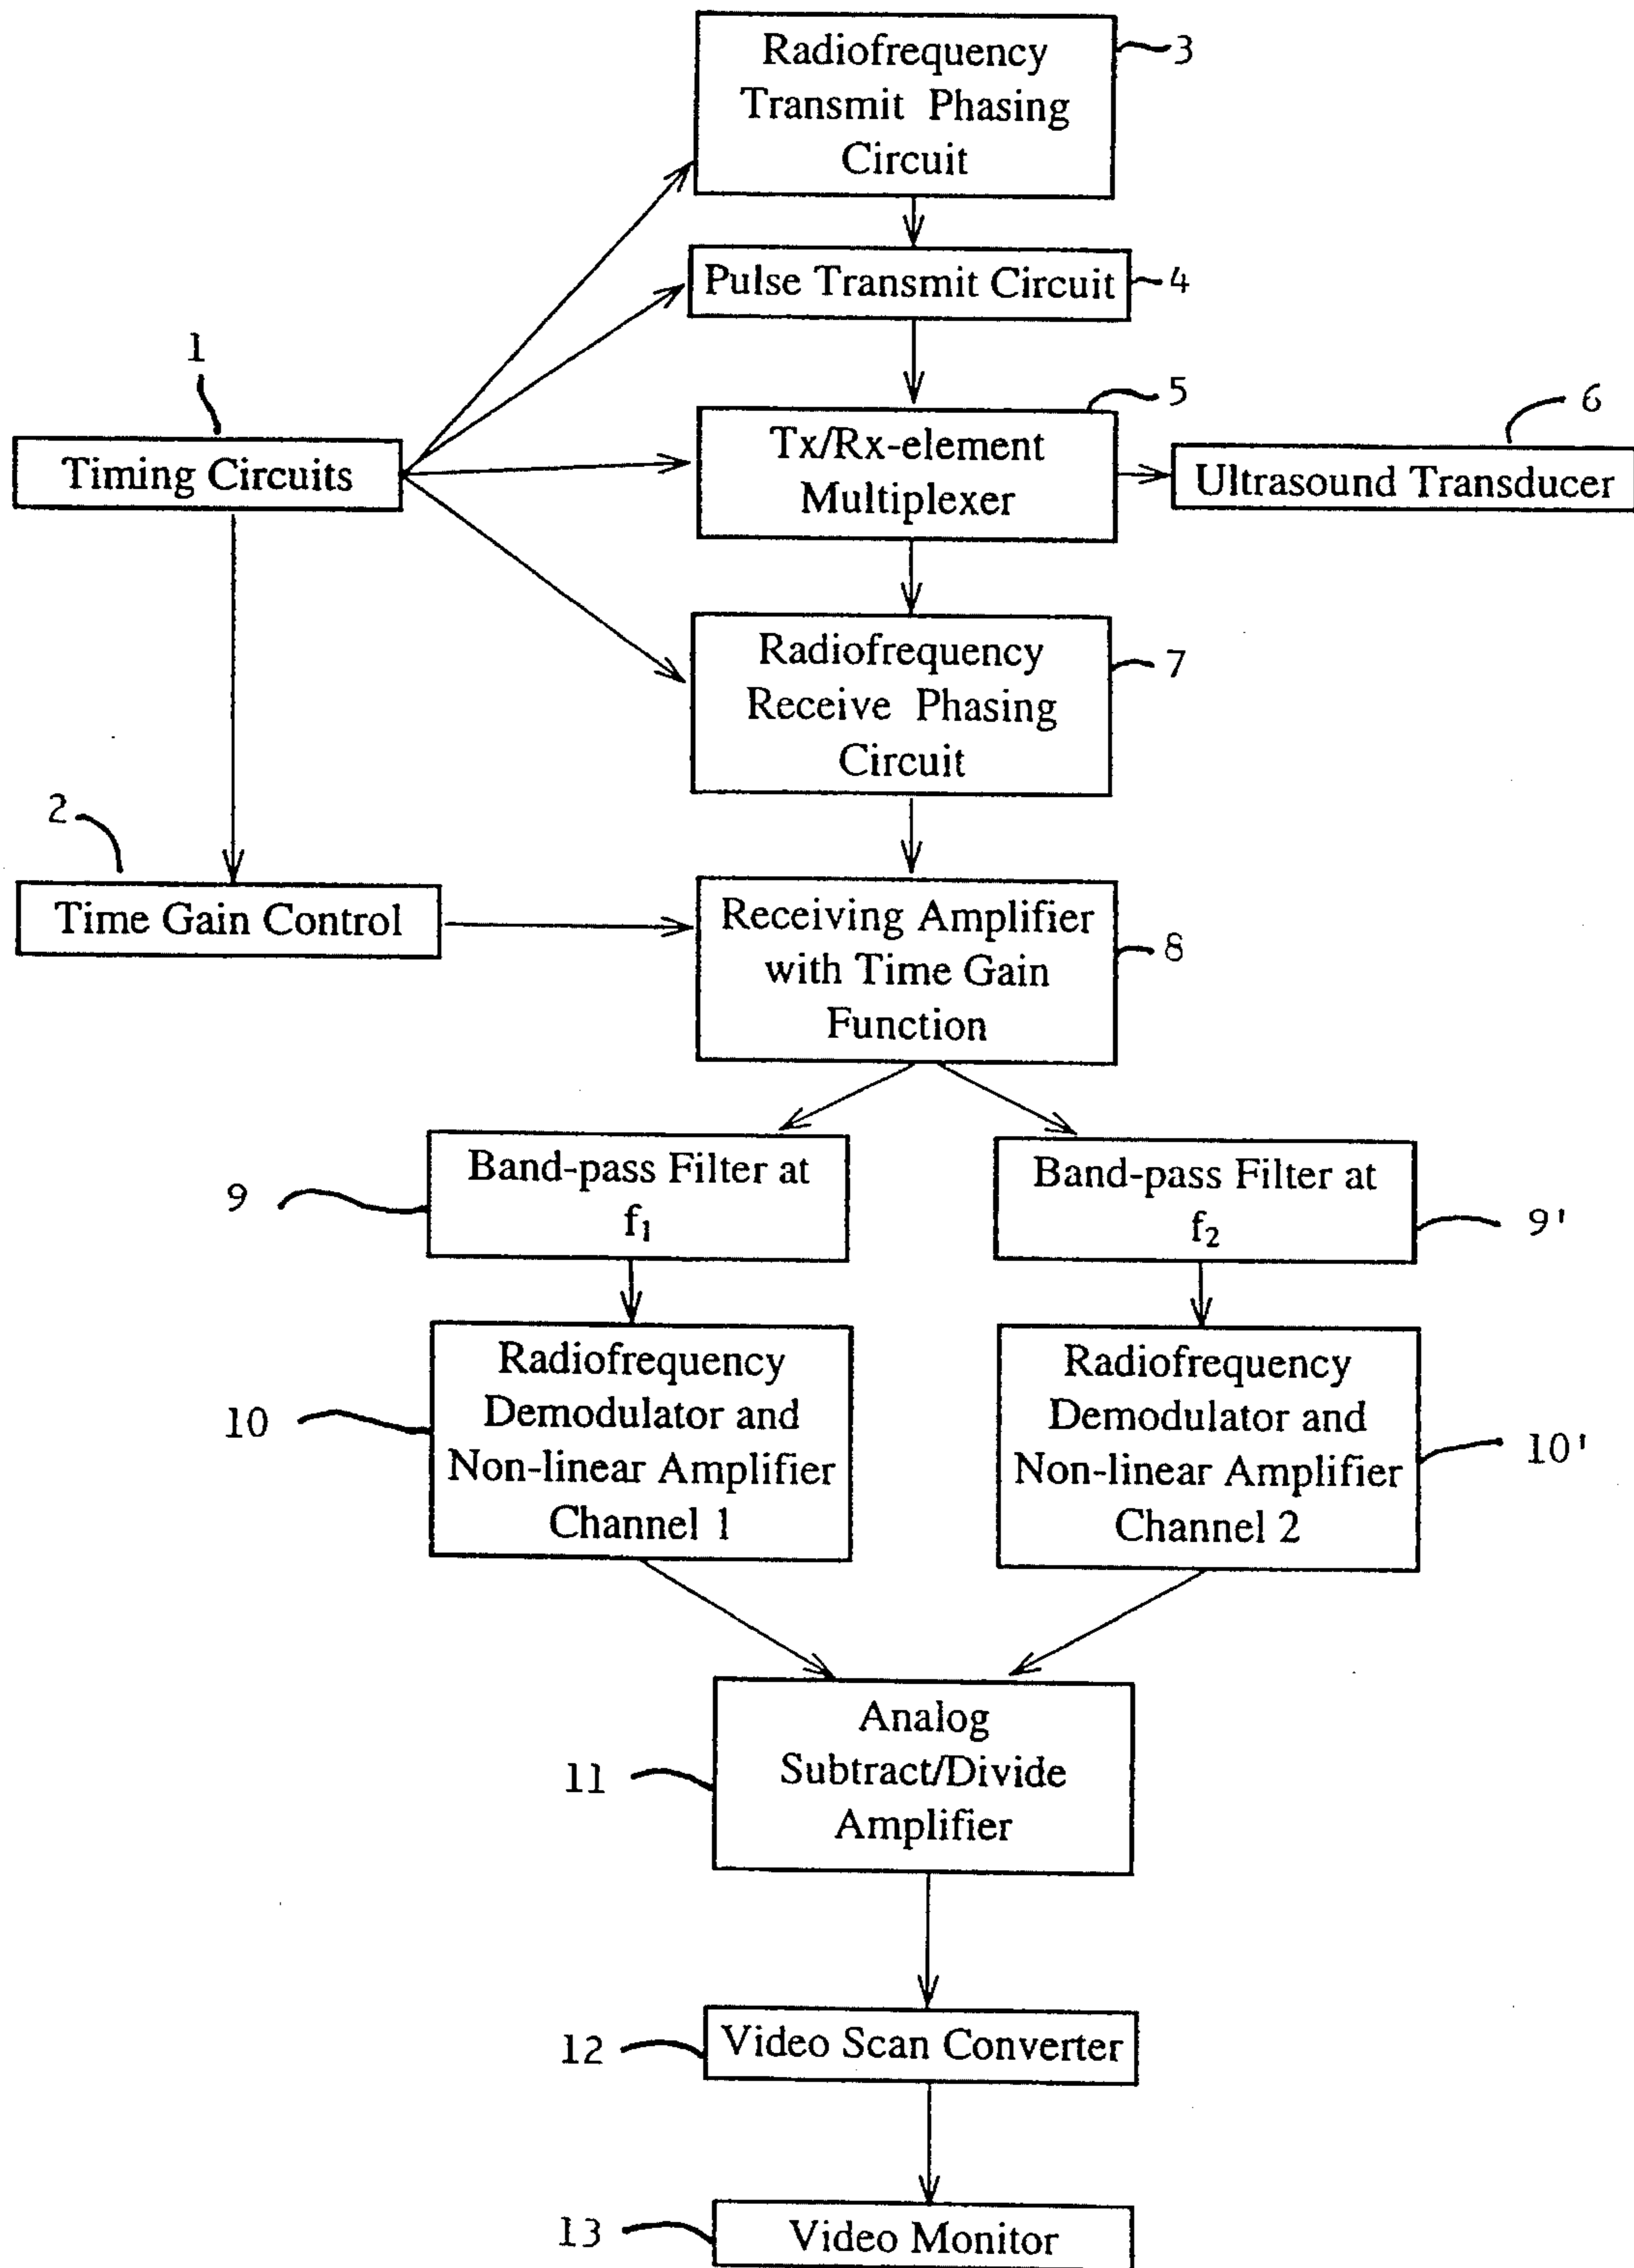 Radiofrequency
Transmit Phasing
Circuit
3
Pulse Transmit Circuit
4
1
Timing Circuits
5
Tx/Rx-element
Multiplexer
6
Ultrasound Transducer
Radiofrequency
Receive Phasing
Circuit
7
2
Time Gain Control
Receiving Amplifier
with Time Gain
Function
8
9
Band-pass Filter at
f₁
Band-pass Filter at
f₂
9'
10
Radiofrequency
Demodulator and
Non-linear Amplifier
Channel 1
Radiofrequency
Demodulator and
Non-linear Amplifier
Channel 2
10'
11
Analog
Subtract/Divide
Amplifier
12
Video Scan Converter
13
Video Monitor